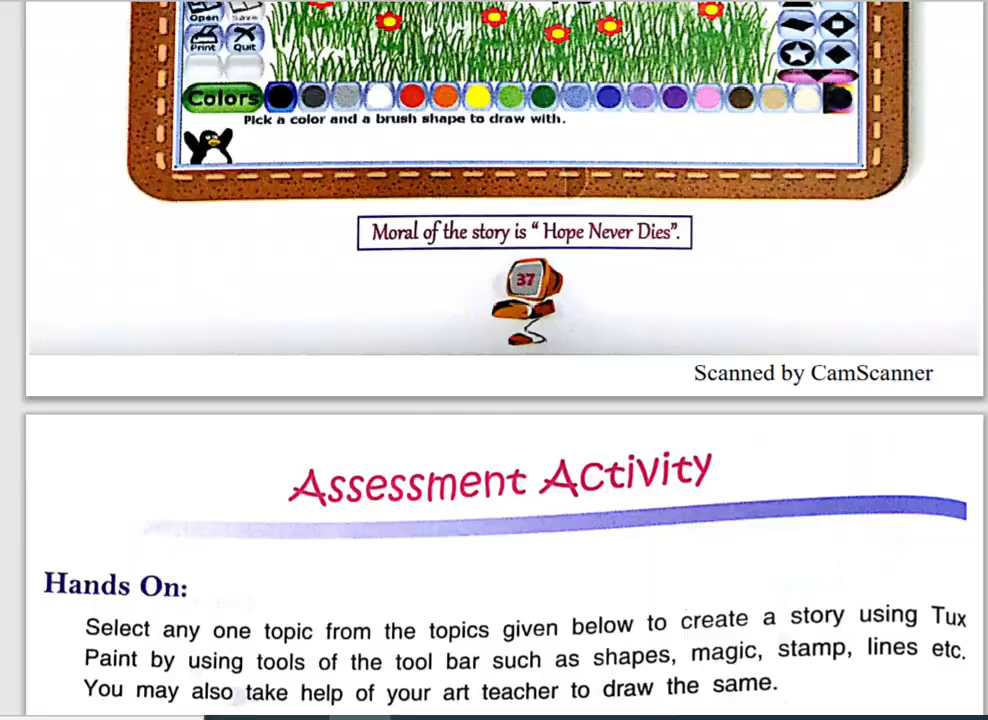 Open Save
Print Quit
Colors
Pick a color and a brush shape to draw with.
Moral of the story is “ Hope Never Dies”.
37
Scanned by CamScanner
Assessment Activity
Hands On:
Select any one topic from the topics given below to create a story using Tux
Paint by using tools of the tool bar such as shapes, magic, stamp, lines etc.
You may also take help of your art teacher to draw the same.